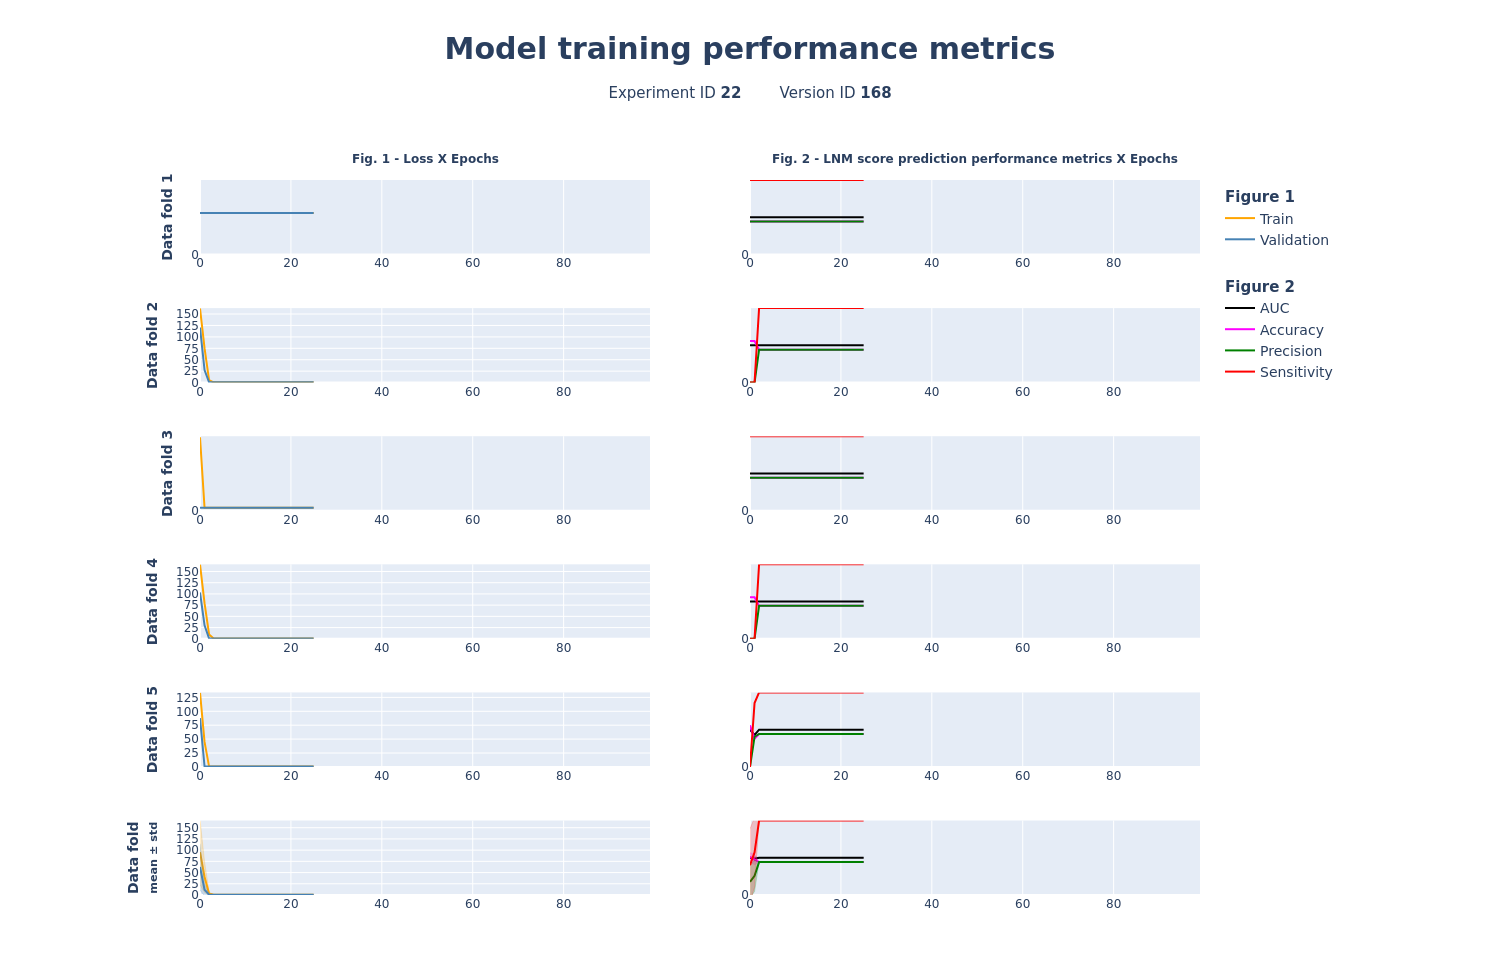 Model training performance metrics
Experiment ID 22 Version ID 168
Fig. 1 - Loss X Epochs
Fig. 2 - LNM score prediction performance metrics X Epochs
Data fold 1
0
0 20 40 60 80
0
0 20 40 60 80
Figure 1
Train
Validation
Figure 2
AUC
Accuracy
Precision
Sensitivity
Data fold 2
150
125
100
75
50
25
0
0 20 40 60 80
0
0 20 40 60 80
Data fold 3
0
0 20 40 60 80
0
0 20 40 60 80
Data fold 4
150
125
100
75
50
25
0
0 20 40 60 80
0
0 20 40 60 80
Data fold 5
125
100
75
50
25
0
0 20 40 60 80
0
0 20 40 60 80
Data fold
mean ± std
150
125
100
75
50
25
0
0 20 40 60 80
0
0 20 40 60 80